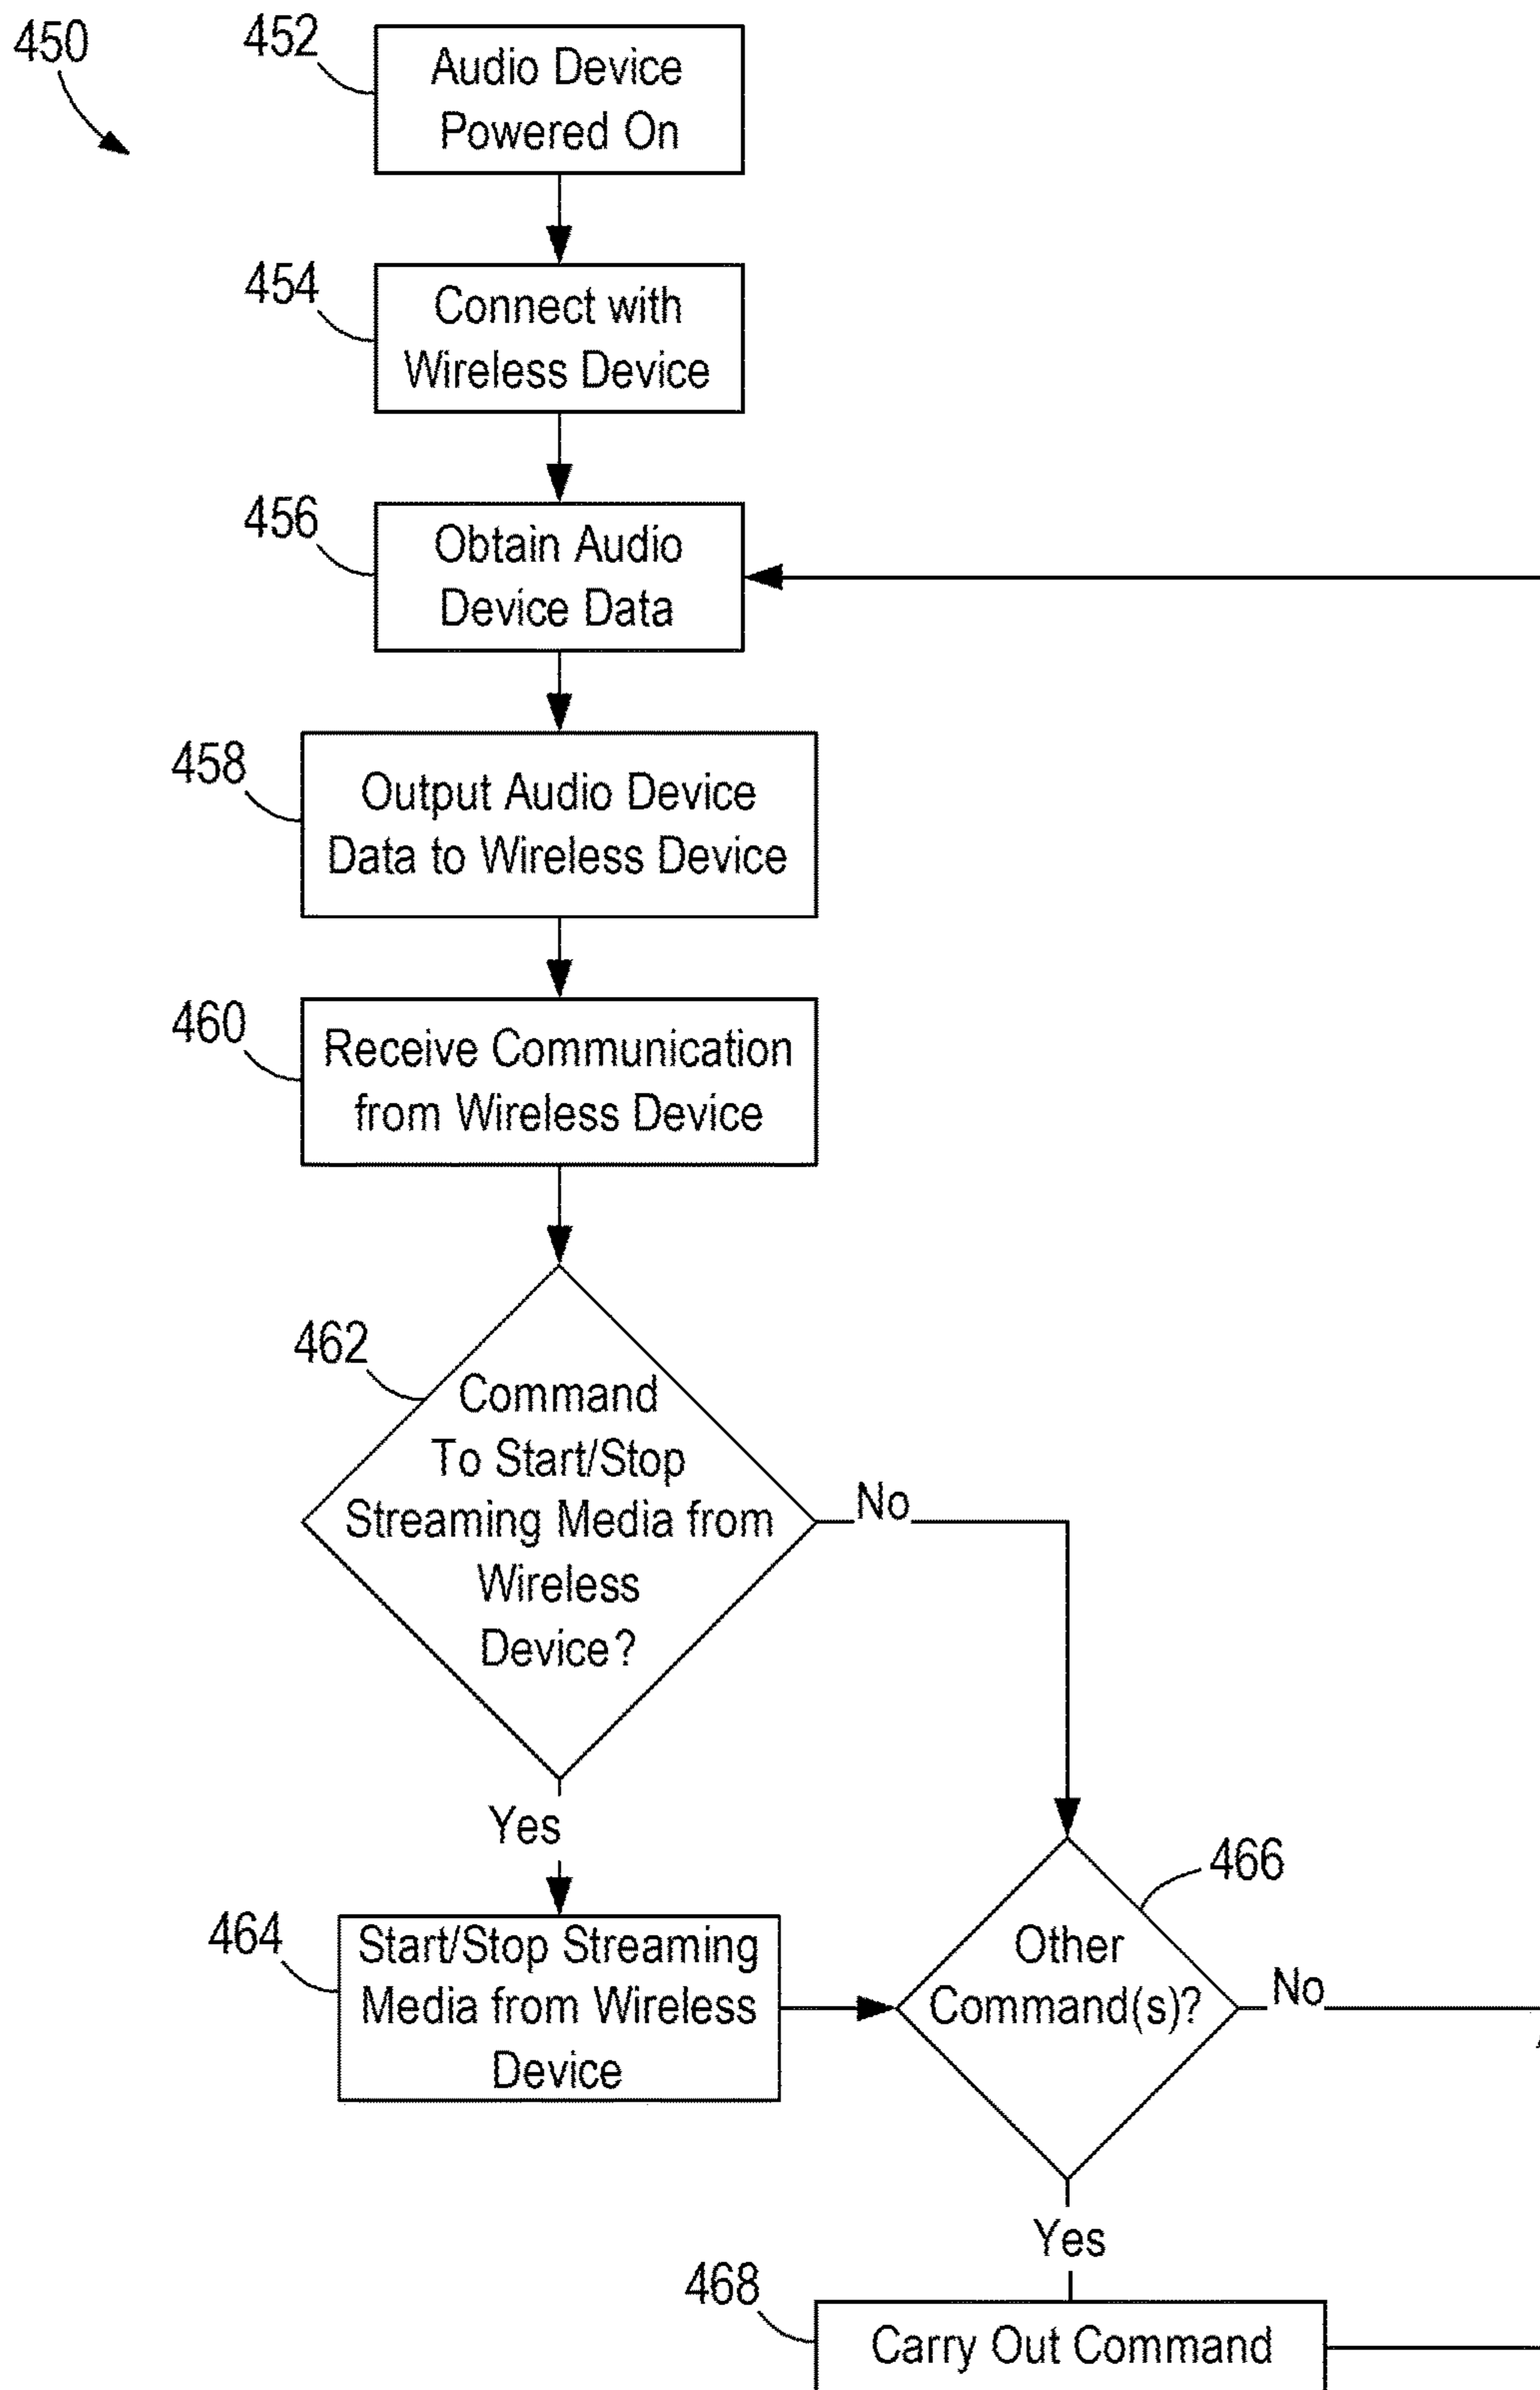 450
452
Audio Device
Powered On
454
Connect with
Wireless Device
456
Obtain Audio
Device Data
458
Output Audio Device
Data to Wireless Device
460
Receive Communication
from Wireless Device
462
Command
To Start/Stop
Streaming Media from
Wireless
Device?
No
Yes
464
Start/Stop Streaming
Media from Wireless
Device
466
Other
Command(s)?
No
Yes
468
Carry Out Command